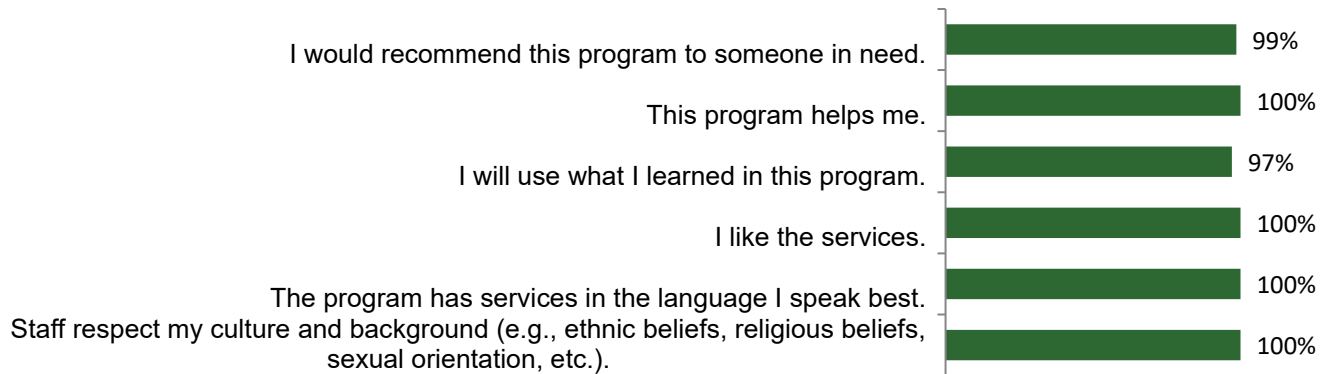 I would recommend this program to someone in need.
99%
This program helps me.
100%
I will use what I learned in this program.
97%
I like the services.
100%
The program has services in the language I speak best.
100%
Staff respect my culture and background (e.g., ethnic beliefs, religious beliefs,
sexual orientation, etc.).
100%